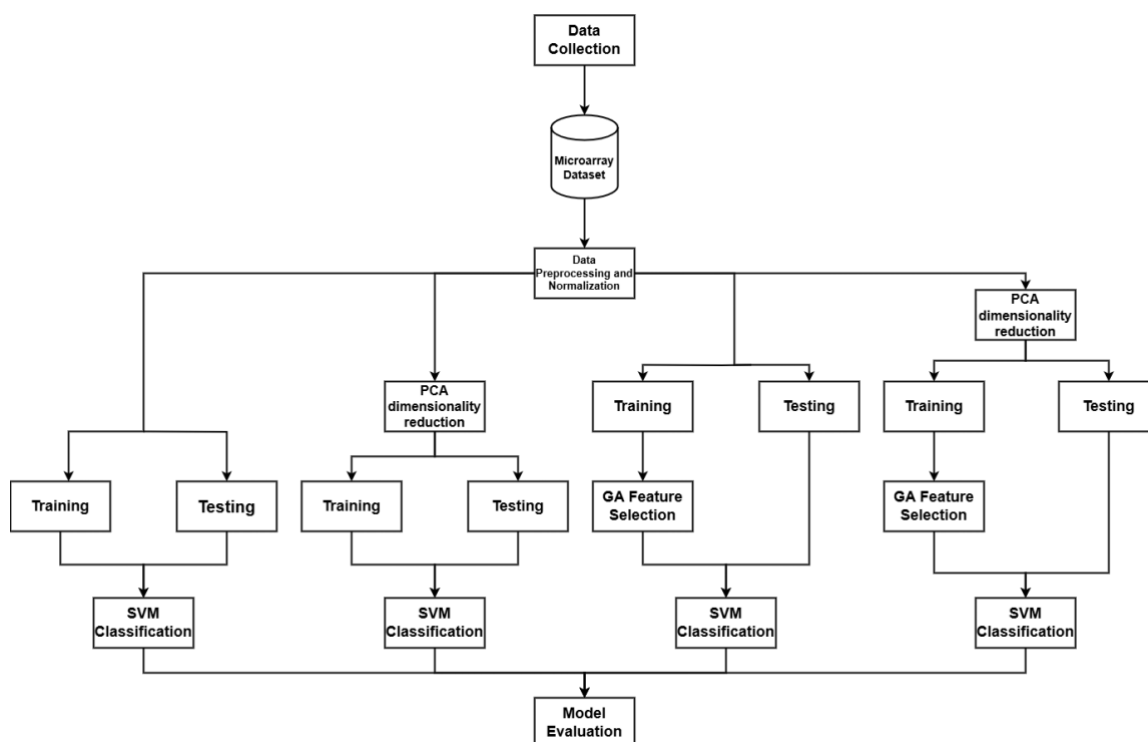 Data
Collection
Microarray
Dataset
Data
Preprocessing and
Normalization
PCA
dimensionality
reduction
PCA
dimensionality
reduction
Training
Testing
Training
Testing
Training
Testing
Training
Testing
GA Feature
Selection
GA Feature
Selection
SVM
Classification
SVM
Classification
SVM
Classification
SVM
Classification
Model
Evaluation